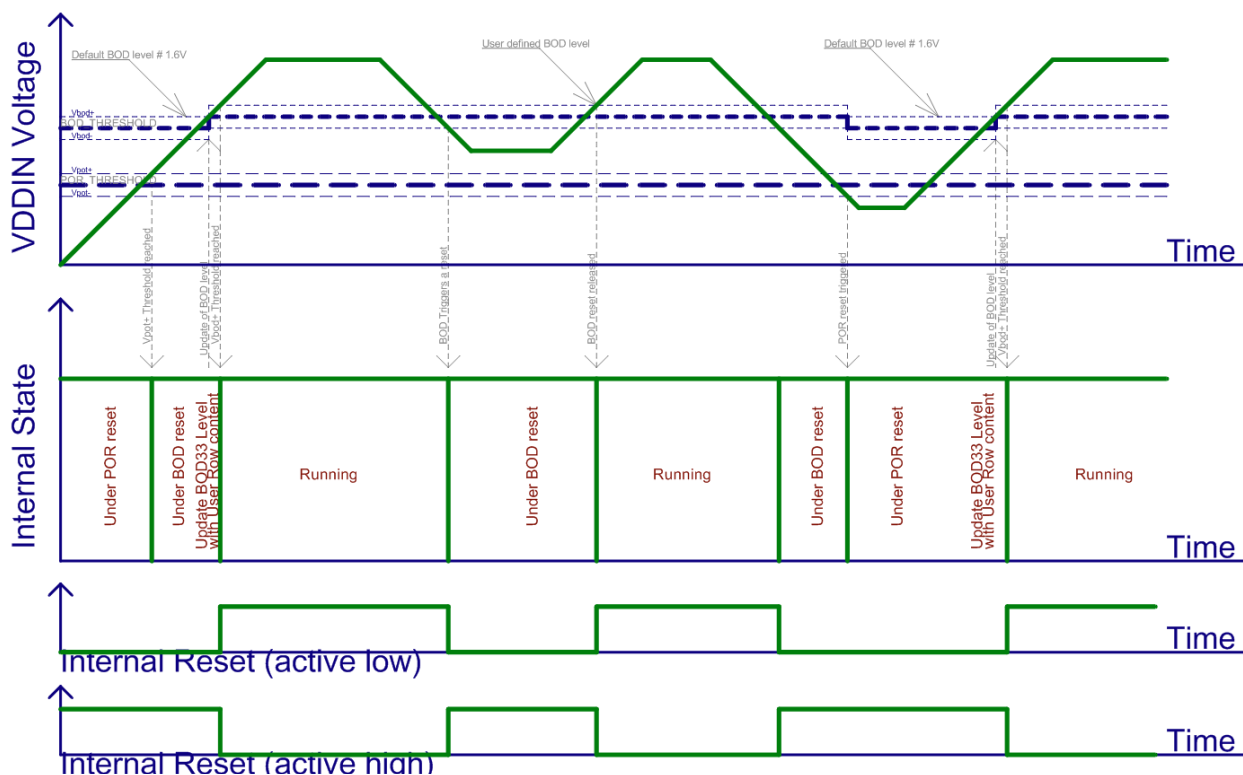 VDDIN Voltage
Default BOD level # 1.6V
User defined BOD level
Default BOD level # 1.6V
Vbod+
BOD_THRESHOLD
Vbod-
Vpot+
POR_THRESHOLD
Vpot-
Time
Vpot+ Threshold reached
Update of BOD level
Vbod+ Threshold reached
BOD Triggers a reset
BOD reset released
POR reset triggered
Update of BOD level
Vbod+ Threshold reached
Internal State
Under POR reset
Under BOD reset
Update BOD33 Level
with User Row content
Running
Under BOD reset
Running
Under BOD reset
Under POR reset
Update BOD33 Level
with User Row content
Running
Time
Time
Internal Reset (active low)
Time
Internal Reset (active high)